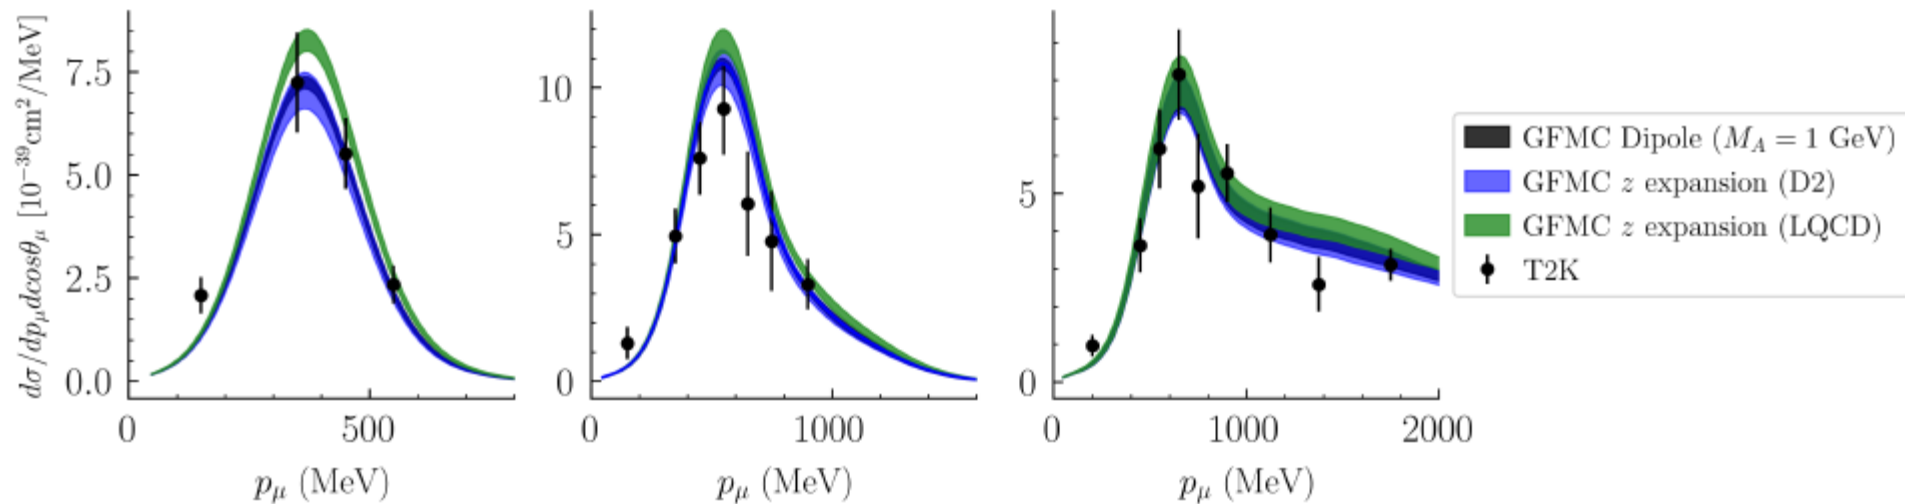 dσ/dp_μdcosθ_μ [10⁻³⁹cm²/MeV]
7.5
5.0
2.5
0.0
0
500
p_μ (MeV)
10
5
0
0
1000
p_μ (MeV)
5
0
0
1000
2000
p_μ (MeV)
GFMC Dipole (M_A = 1 GeV)
GFMC z expansion (D2)
GFMC z expansion (LQCD)
T2K